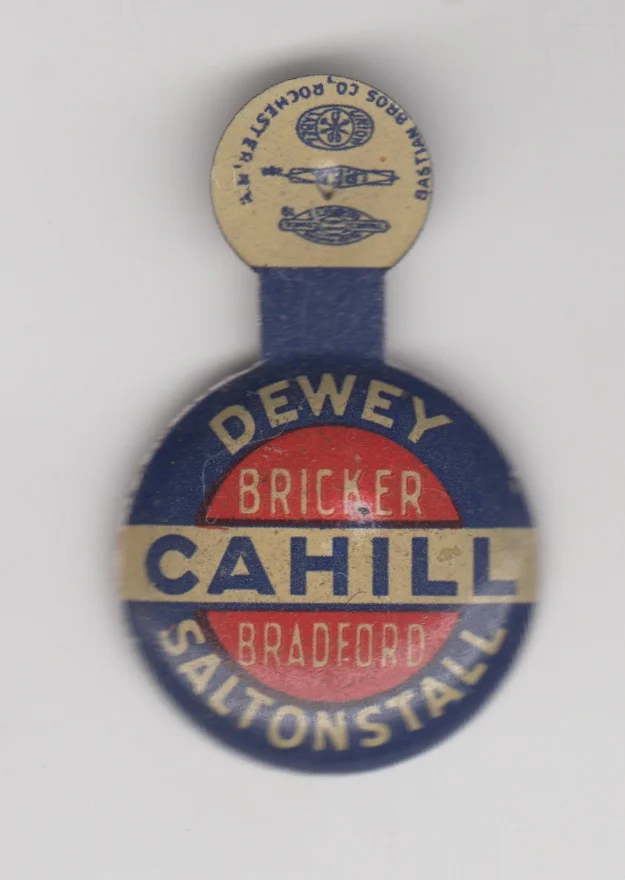 BASTIAN BROS CO. ROCHESTER, N.Y.
DEWEY
BRICKER
CAHILL
BRADFORD
SALTONSTALL